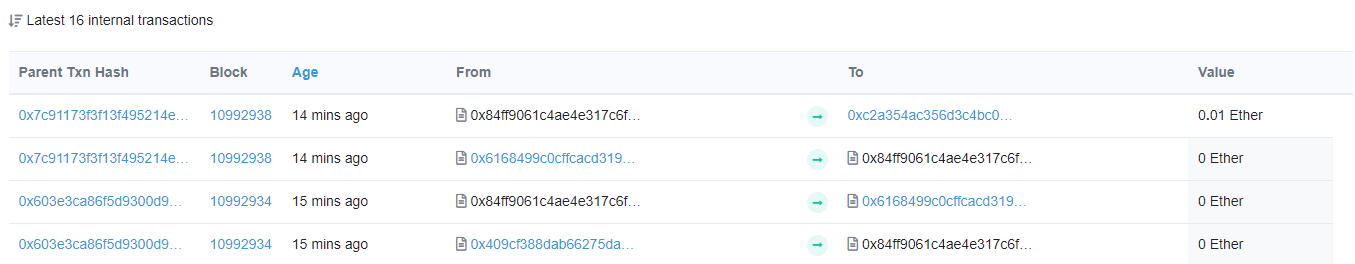 Latest 16 internal transactions
Parent Txn Hash Block Age From To Value
0x7c91173f3f13f495214e... 10992938 14 mins ago 0x84ff9061c4ae4e317c6f... 0xc2a354ac356d3c4bc0... 0.01 Ether
0x7c91173f3f13f495214e... 10992938 14 mins ago 0x6168499c0cffcacd319... 0x84ff9061c4ae4e317c6f... 0 Ether
0x603e3ca86f5d9300d9... 10992934 15 mins ago 0x84ff9061c4ae4e317c6f... 0x6168499c0cffcacd319... 0 Ether
0x603e3ca86f5d9300d9... 10992934 15 mins ago 0x409cf388dab66275da... 0x84ff9061c4ae4e317c6f... 0 Ether